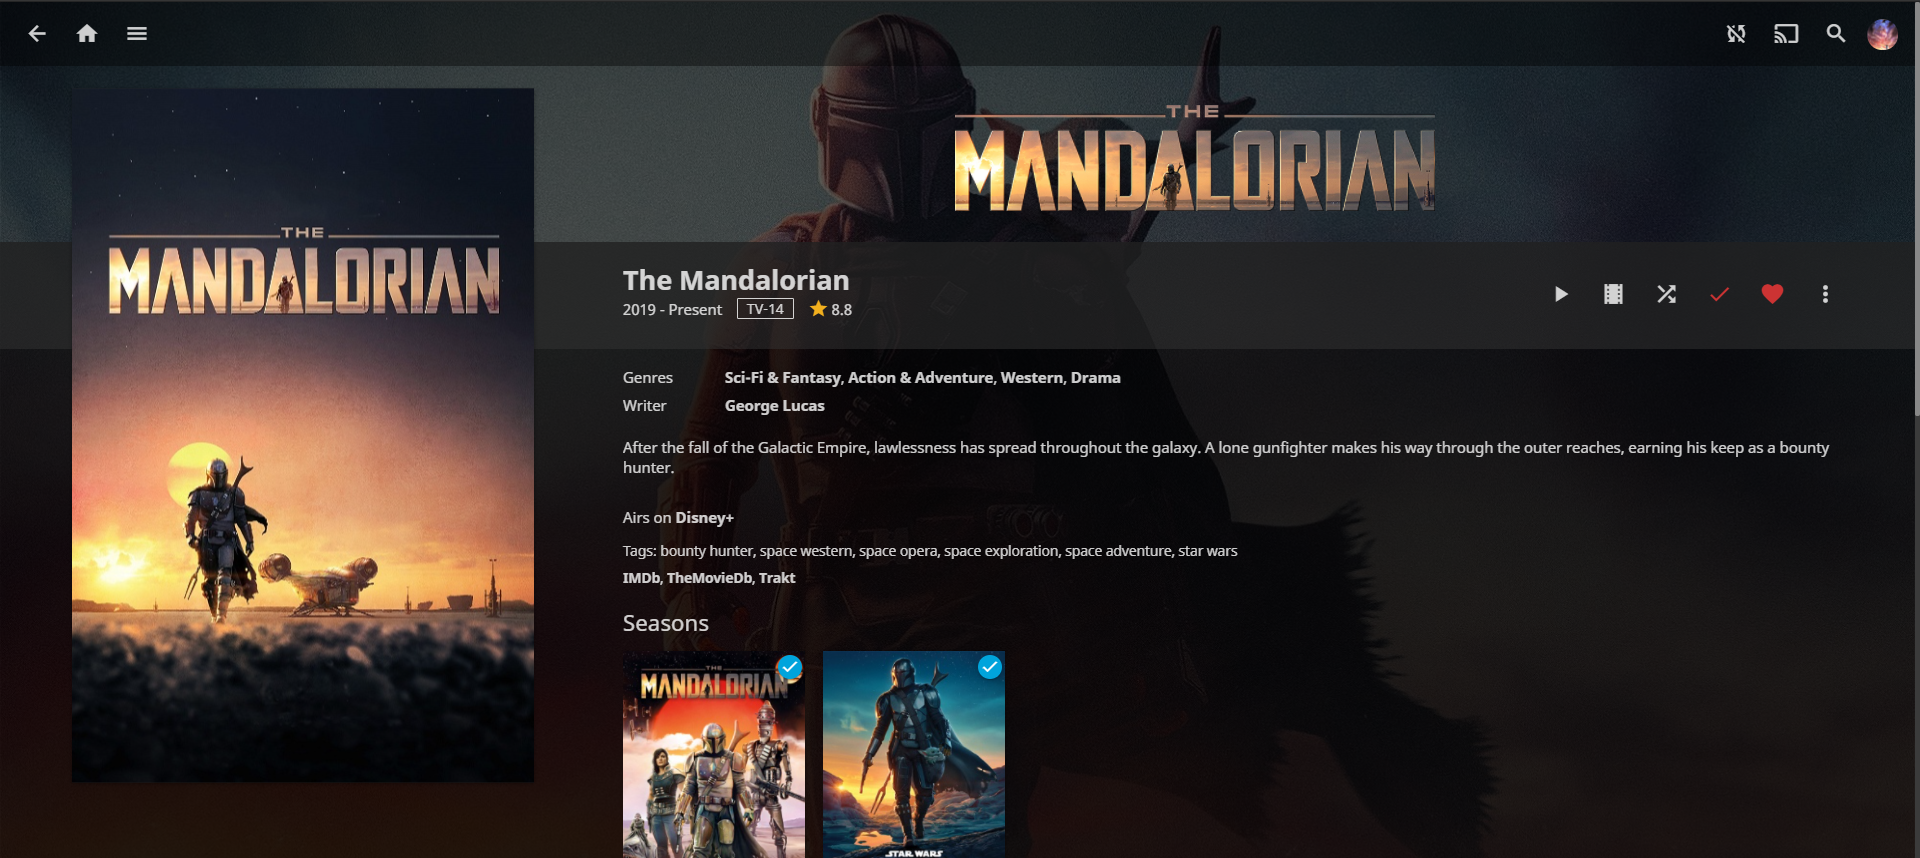 THE
MANDALORIAN
THE
MANDALORIAN
The Mandalorian
2019 - Present TV-14 8.8
Genres Sci-Fi & Fantasy, Action & Adventure, Western, Drama
Writer George Lucas
After the fall of the Galactic Empire, lawlessness has spread throughout the galaxy. A lone gunfighter makes his way through the outer reaches, earning his keep as a bounty
hunter.
Airs on Disney+
Tags: bounty hunter, space western, space opera, space exploration, space adventure, star wars
IMDb, TheMovieDb, Trakt
Seasons
THE
MANDALORIAN
STAR WARS